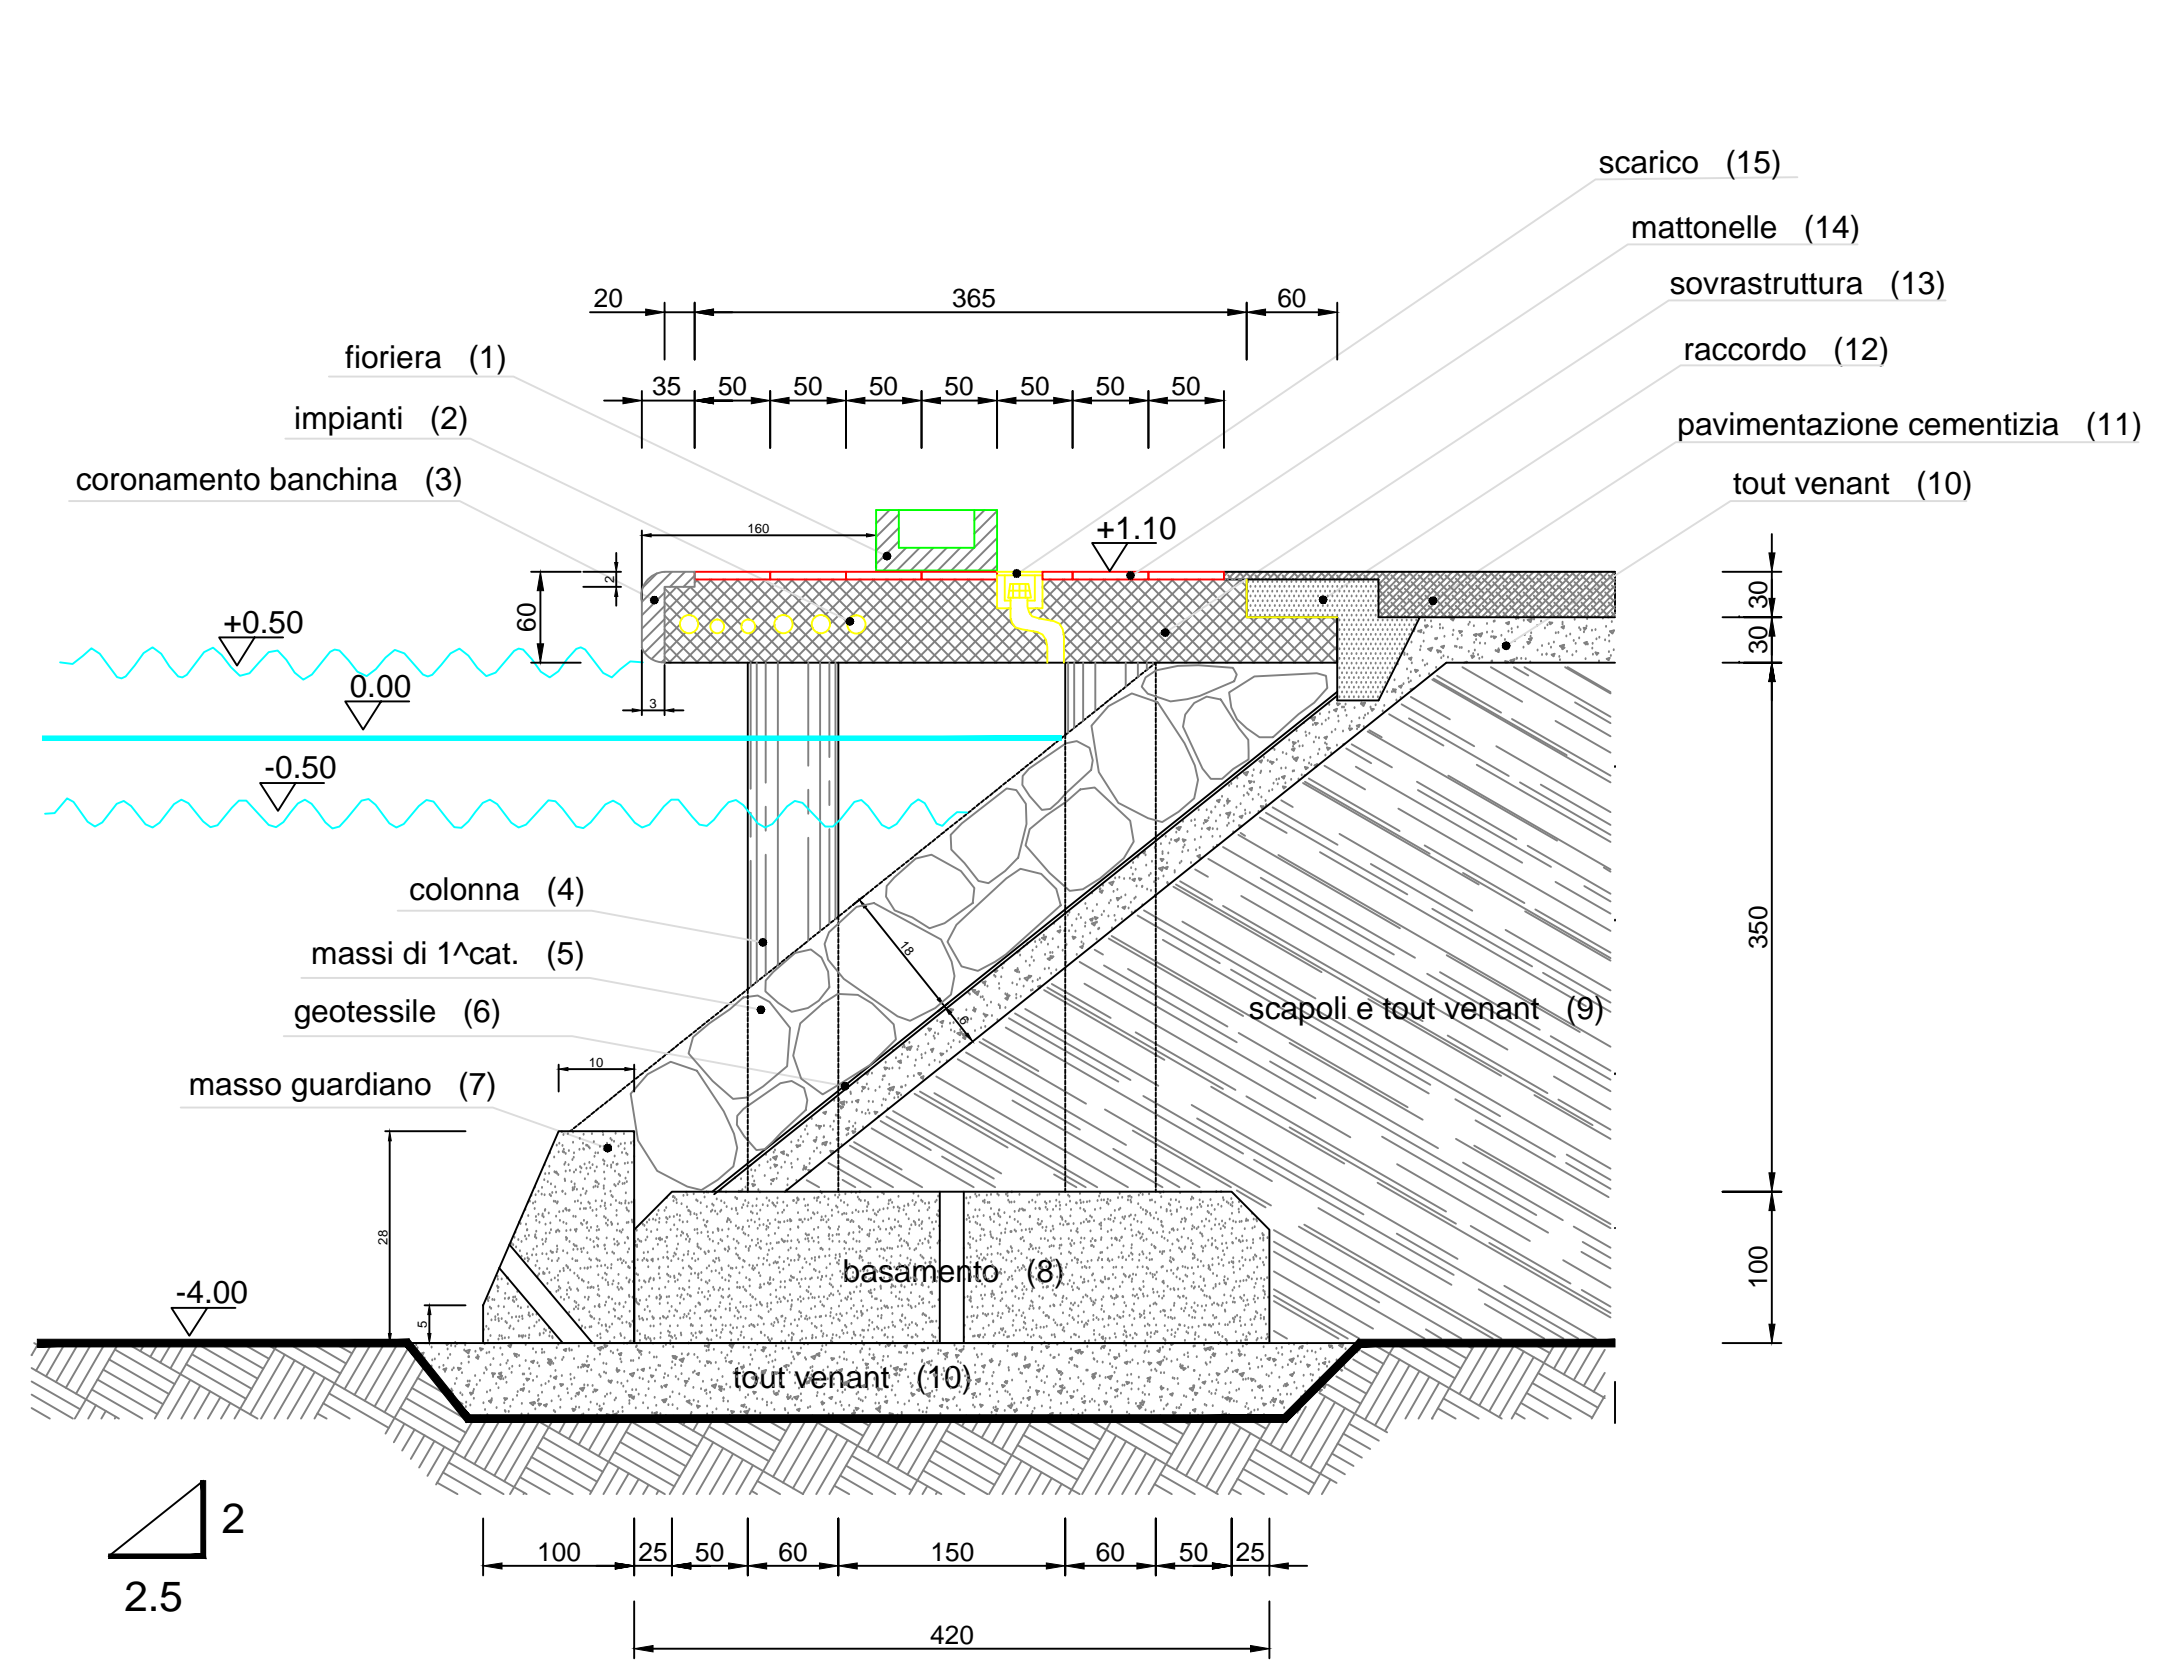 scarico (15)
mattonelle (14)
sovrastruttura (13)
20 365 60
raccordo (12)
fioriera (1)
35 50 50 50 50 50 50 50
impianti (2)
pavimentazione cementizia (11)
coronamento banchina (3)
tout venant (10)
160
+1.10
2
60
30
+0.50
30
0.00
3
-0.50
colonna (4)
350
massi di 1^cat. (5)
18
geotessile (6)
scapoli e tout venant (9)
6
10
masso guardiano (7)
28
basamento (8)
100
-4.00
5
tout venant (10)
2
2.5
100 25 50 60 150 60 50 25
420